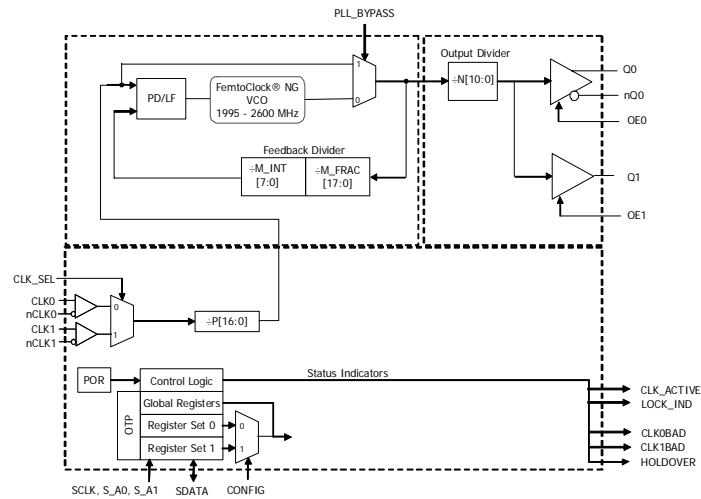 PLL_BYPASS
Output Divider
PD/LF
FemtoClock® NG
VCO
1995 - 2600 MHz
1
0
÷N[10:0]
Q0
nQ0
OE0
Feedback Divider
÷M_INT
[7:0]
÷M_FRAC
[17:0]
Q1
OE1
CLK_SEL
CLK0
nCLK0
CLK1
nCLK1
0
1
÷P[16:0]
POR
Control Logic
Status Indicators
Global Registers
OTP
Register Set 0
Register Set 1
0
1
CLK_ACTIVE
LOCK_IND
CLK0BAD
CLK1BAD
HOLDOVER
SCLK, S_A0, S_A1
SDATA
CONFIG